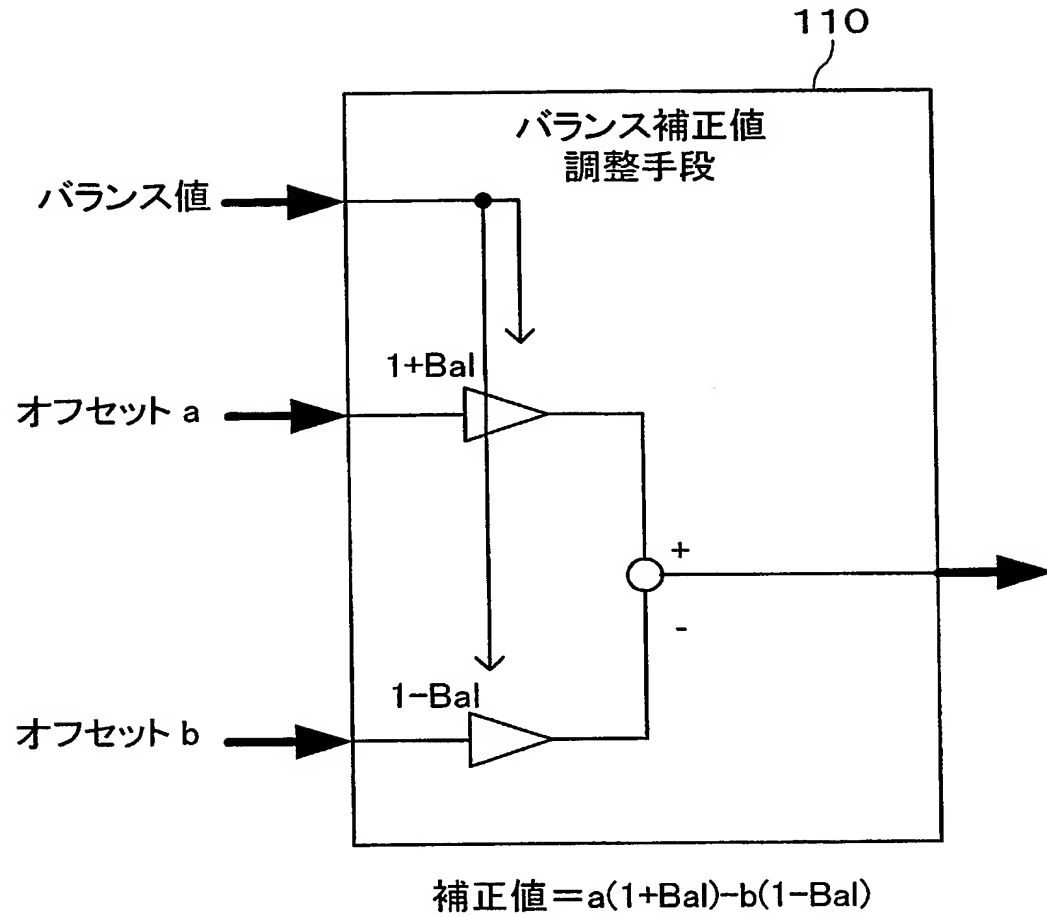 110
バランス補正値
調整手段
バランス値
1+Bal
オフセット a
+
-
1-Bal
オフセット b
補正値＝a(1+Bal)-b(1-Bal)